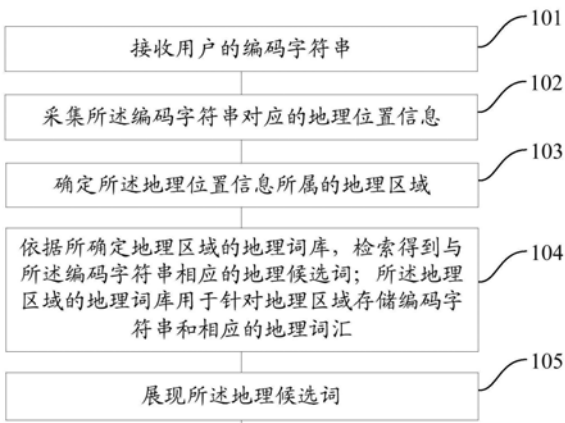 101
接收用户的编码字符串
102
采集所述编码字符串对应的地理位置信息
103
确定所述地理位置信息所属的地理区域
104
依据所确定地理区域的地理词库，检索得到与
所述编码字符串相应的地理候选词；所述地理
区域的地理词库用于针对地理区域存储编码字
符串和相应的地理词汇
105
展现所述地理候选词